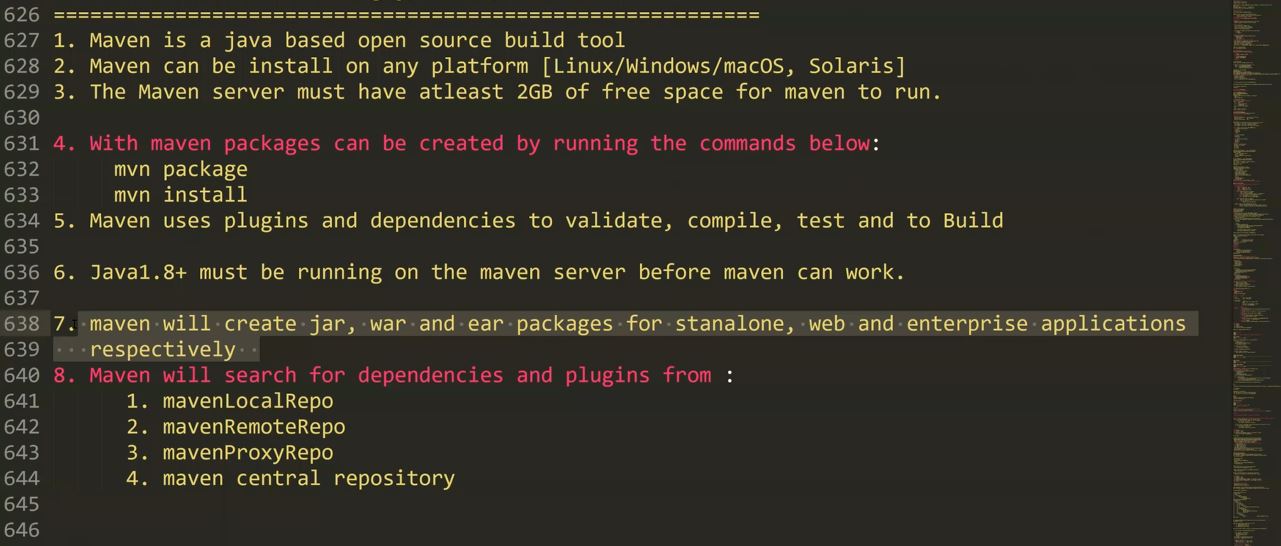 626 ==========================================================
627 1. Maven is a java based open source build tool
628 2. Maven can be install on any platform [Linux/Windows/macOS, Solaris]
629 3. The Maven server must have atleast 2GB of free space for maven to run.
630
631 4. With maven packages can be created by running the commands below:
632 mvn package
633 mvn install
634 5. Maven uses plugins and dependencies to validate, compile, test and to Build
635
636 6. Java1.8+ must be running on the maven server before maven can work.
637
638 7. maven will create jar, war and ear packages for stanalone, web and enterprise applications
639 respectively
640 8. Maven will search for dependencies and plugins from :
641 1. mavenLocalRepo
642 2. mavenRemoteRepo
643 3. mavenProxyRepo
644 4. maven central repository
645
646